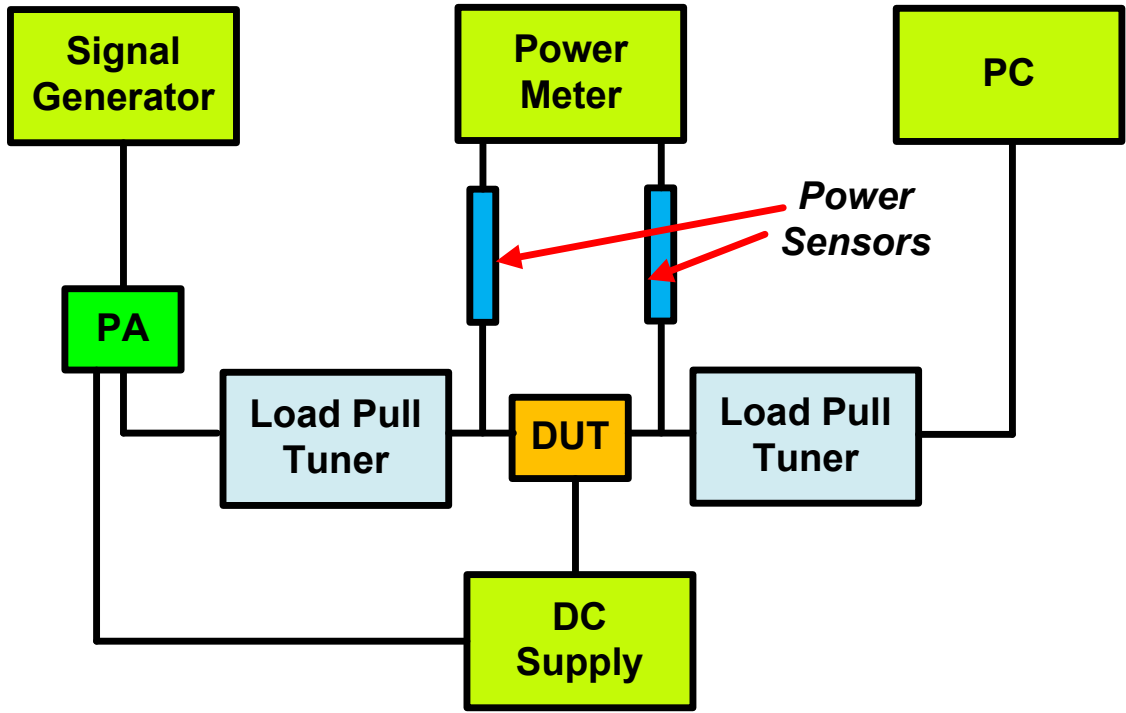 Signal
Generator
Power
Meter
PC
Power
Sensors
PA
Load Pull
Tuner
DUT
Load Pull
Tuner
DC
Supply